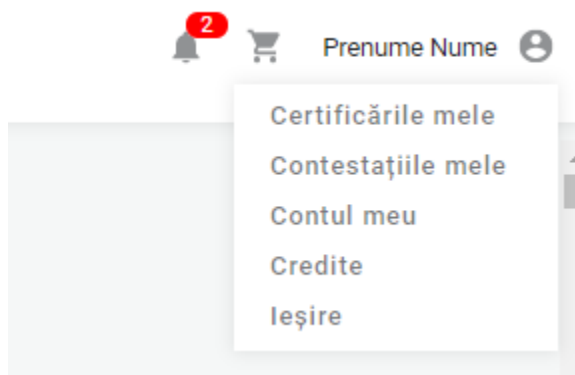 2
Prenume Nume
Certificările mele
Contestațiile mele
Contul meu
Credite
Ieșire